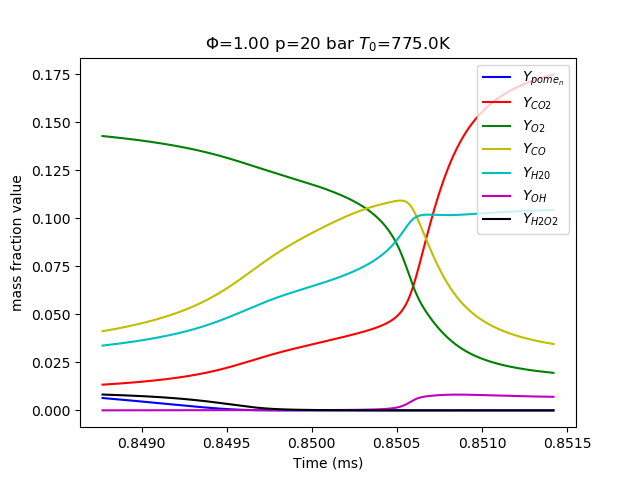 Φ=1.00 p=20 bar T₀=775.0K
mass fraction value
0.175
0.150
0.125
0.100
0.075
0.050
0.025
0.000
Y_pomeₙ
Y_CO2
Y_O2
Y_CO
Y_H20
Y_OH
Y_H2O2
0.8490 0.8495 0.8500 0.8505 0.8510 0.8515
Time (ms)